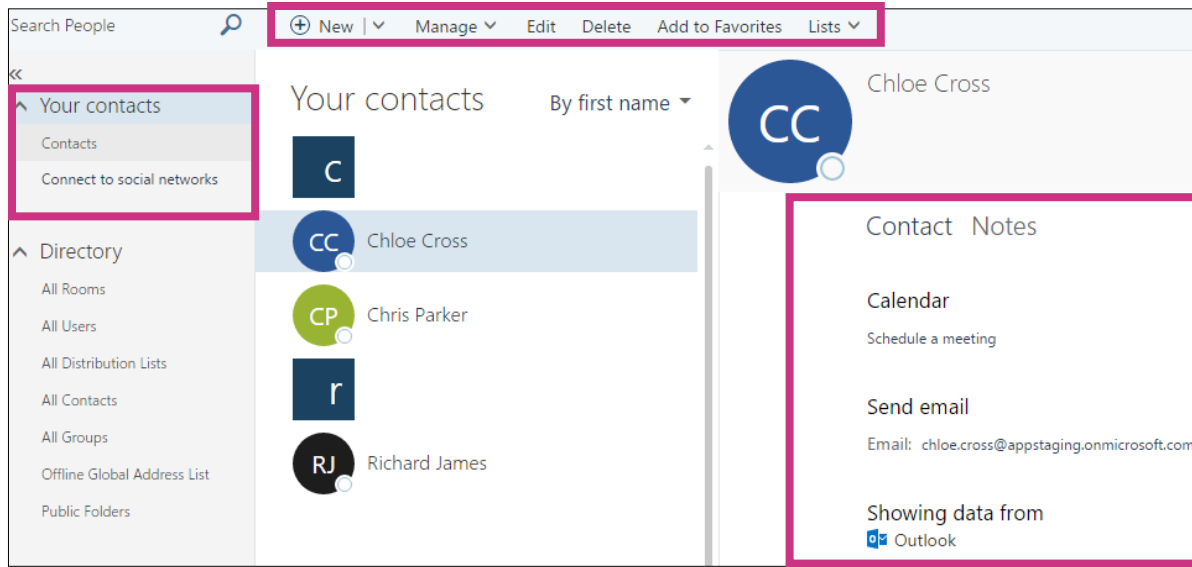 Search People
New | Manage Edit Delete Add to Favorites Lists
«
Your contacts
Contacts
Connect to social networks
Directory
All Rooms
All Users
All Distribution Lists
All Contacts
All Groups
Offline Global Address List
Public Folders
Your contacts By first name
C
CC Chloe Cross
CP Chris Parker
r
RJ Richard James
CC Chloe Cross
Contact Notes
Calendar
Schedule a meeting
Send email
Email: chloe.cross@appstaging.onmicrosoft.com
Showing data from
Outlook